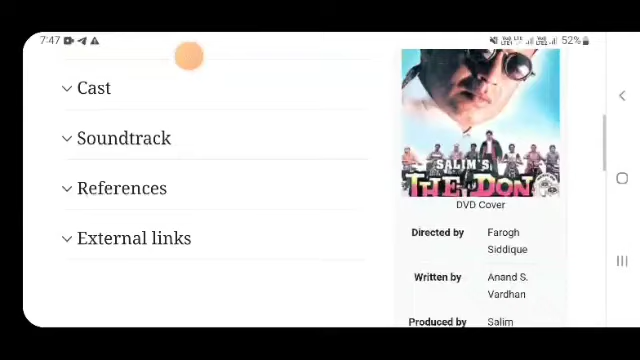 7:47
52%
Cast
Soundtrack
References
External links
SALIM'S
THE DON
DVD Cover
Directed by Farogh
Siddique
Written by Anand S.
Vardhan
Produced by Salim